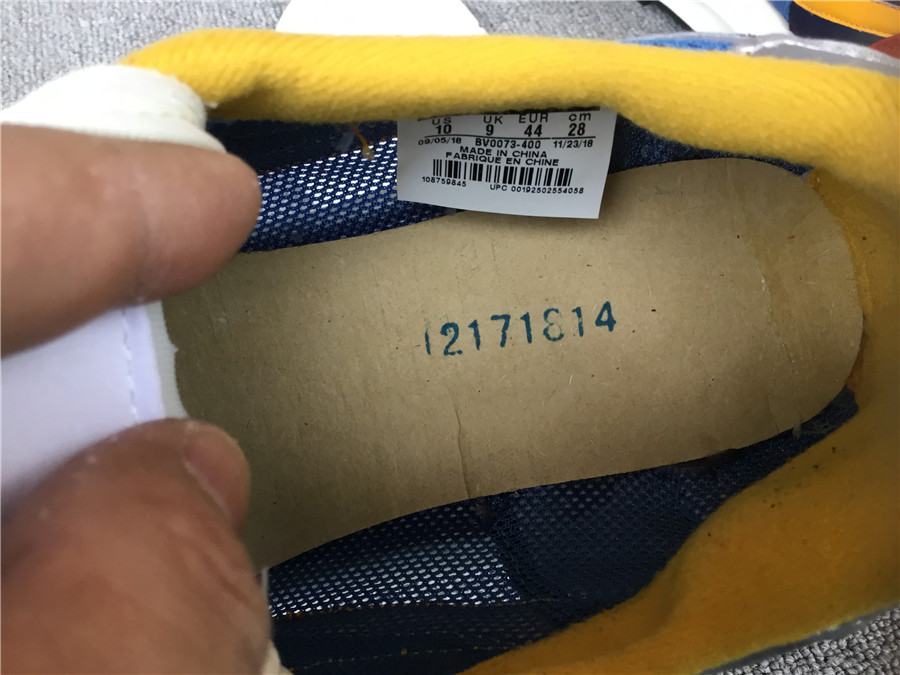 US UK EUR cm
10 9 44 28
09/05/18 BV0073-400 11/23/18
MADE IN CHINA
FABRIQUE EN CHINE
108759845 UPC 00192502554058
12171814